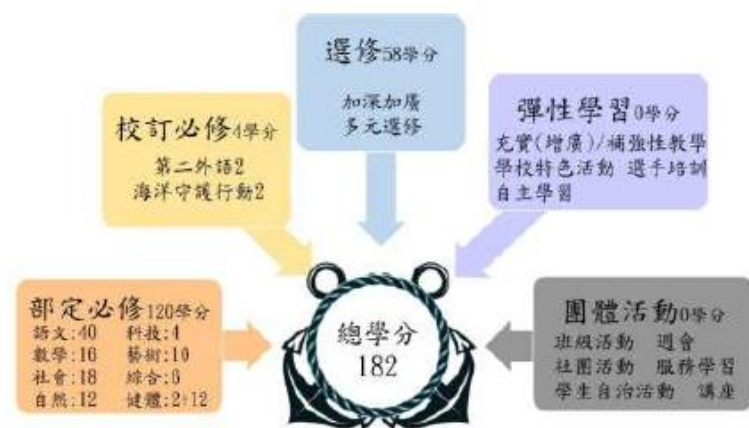 選修58學分
加深加廣
多元選修
校訂必修4學分
第二外語2
海洋守護行動2
彈性學習0學分
充實(增廣)/補強性教學
學校特色活動 選手培訓
自主學習
部定必修120學分
語文:40 科技:4
數學:16 藝術:10
社會:18 綜合:6
自然:12 健體:2+12
總學分
182
團體活動0學分
班級活動 週會
社團活動 服務學習
學生自治活動 講座